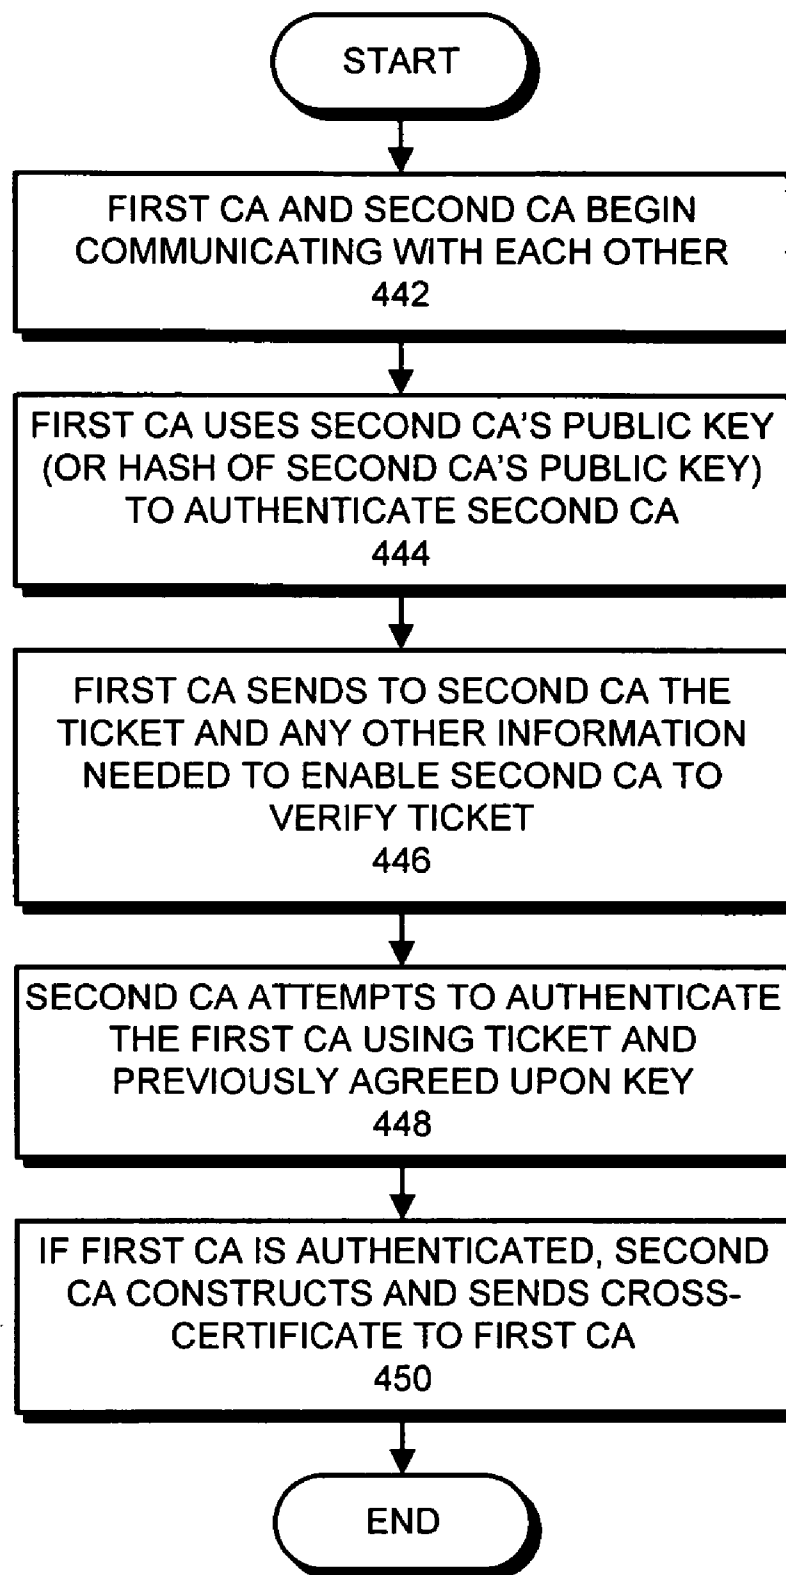 START
FIRST CA AND SECOND CA BEGIN
COMMUNICATING WITH EACH OTHER
442
FIRST CA USES SECOND CA'S PUBLIC KEY
(OR HASH OF SECOND CA'S PUBLIC KEY)
TO AUTHENTICATE SECOND CA
444
FIRST CA SENDS TO SECOND CA THE
TICKET AND ANY OTHER INFORMATION
NEEDED TO ENABLE SECOND CA TO
VERIFY TICKET
446
SECOND CA ATTEMPTS TO AUTHENTICATE
THE FIRST CA USING TICKET AND
PREVIOUSLY AGREED UPON KEY
448
IF FIRST CA IS AUTHENTICATED, SECOND
CA CONSTRUCTS AND SENDS CROSS-
CERTIFICATE TO FIRST CA
450
END